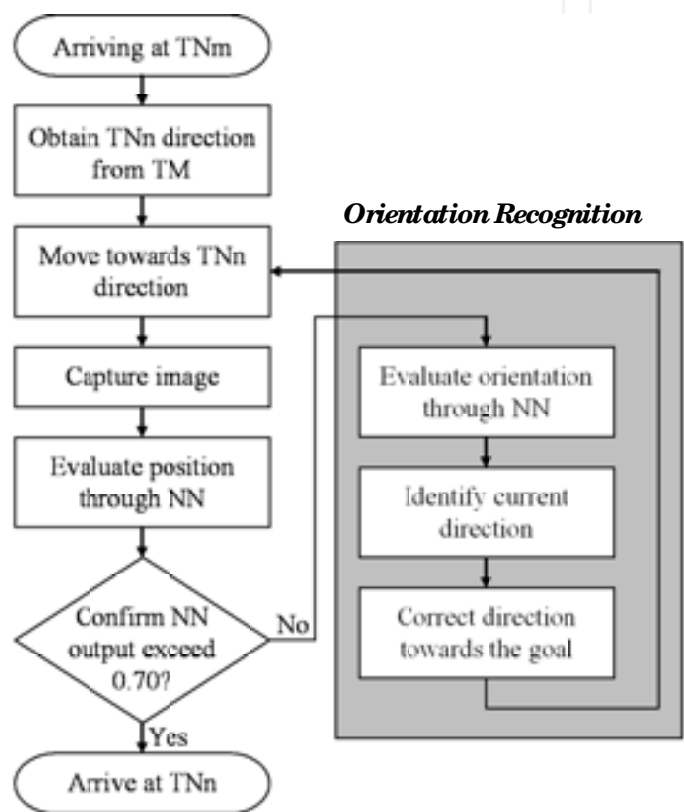 Arriving at TNm
Obtain TNn direction
from TM
Move towards TNn
direction
Capture image
Evaluate position
through NN
Confirm NN
output exceed
0.70?
No
Yes
Arrive at TNn
Orientation Recognition
Evaluate orientation
through NN
Identify current
direction
Correct direction
towards the goal